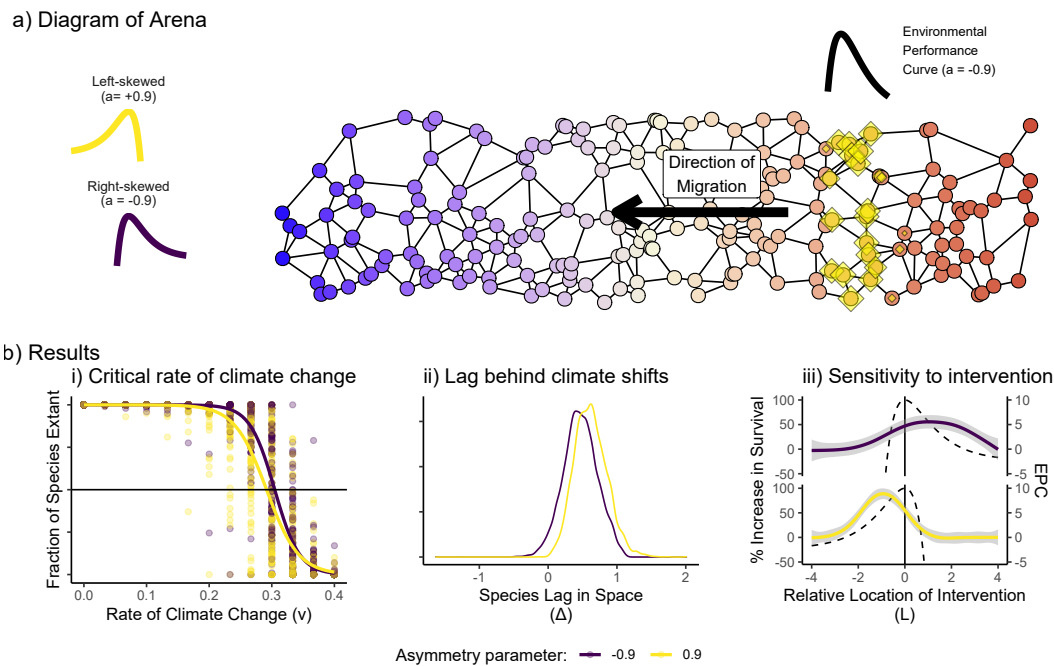 a) Diagram of Arena
Environmental
Performance
Curve (a = -0.9)
Left-skewed
(a= +0.9)
Right-skewed
(a = -0.9)
Direction of
Migration
b) Results
i) Critical rate of climate change
Fraction of Species Extant
0.0 0.1 0.2 0.3 0.4
Rate of Climate Change (v)
ii) Lag behind climate shifts
-1 0 1 2
Species Lag in Space
(Δ)
iii) Sensitivity to intervention
% Increase in Survival
100
50
0
-50
100
50
0
-50
10
5
0
-5
10
5
0
-5
EPC
-4 -2 0 2 4
Relative Location of Intervention
(L)
Asymmetry parameter: -0.9 0.9